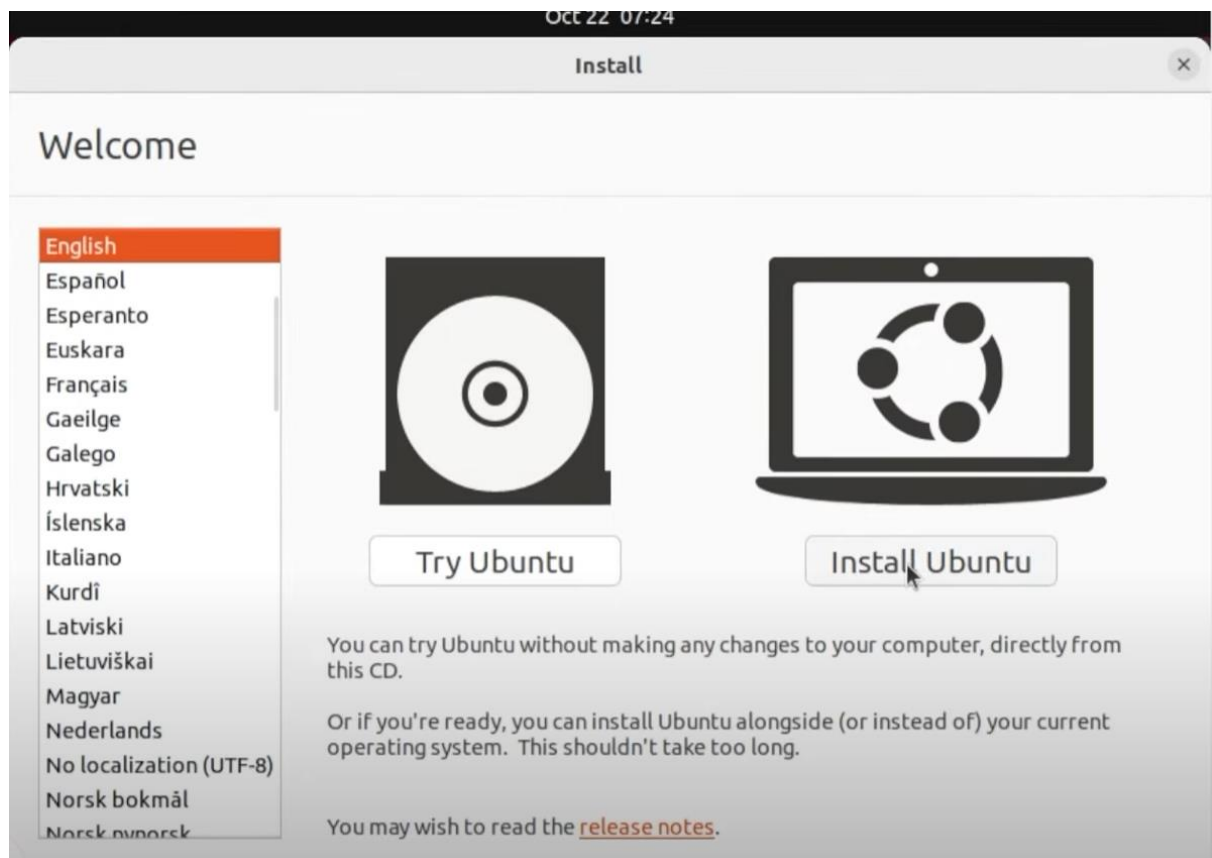 Oct 22 07:24
Install
Welcome
English
Español
Esperanto
Euskara
Français
Gaeilge
Galego
Hrvatski
Íslenska
Italiano
Kurdî
Latviski
Lietuviškai
Magyar
Nederlands
No localization (UTF-8)
Norsk bokmål
Norsk nynorsk
Try Ubuntu
Install Ubuntu
You can try Ubuntu without making any changes to your computer, directly from
this CD.
Or if you're ready, you can install Ubuntu alongside (or instead of) your current
operating system. This shouldn't take too long.
You may wish to read the release notes.